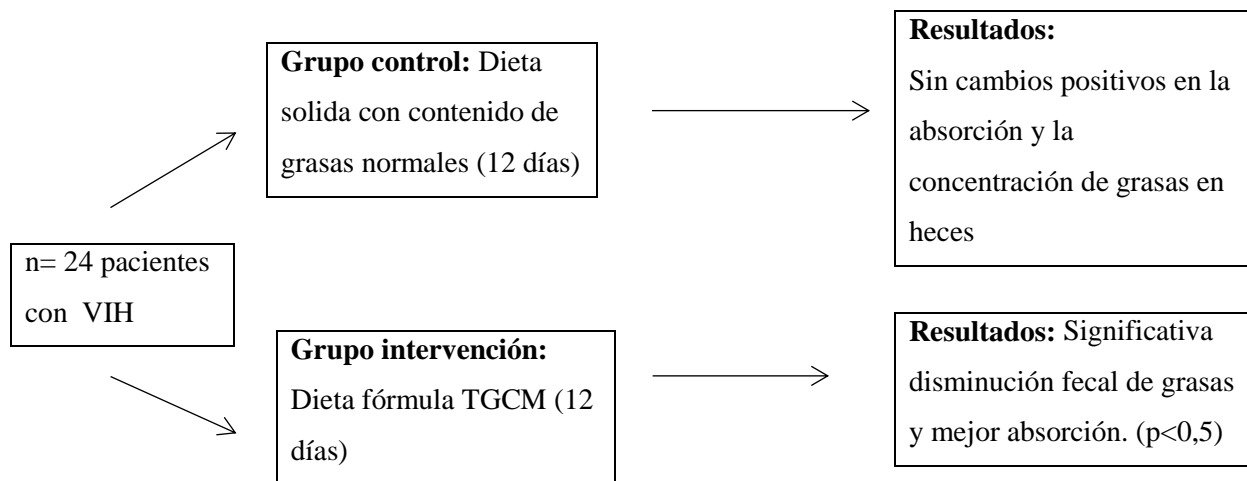 n= 24 pacientes
con VIH
Grupo control: Dieta
solida con contenido de
grasas normales (12 días)
Resultados:
Sin cambios positivos en la
absorción y la
concentración de grasas en
heces
Grupo intervención:
Dieta fórmula TGCM (12
días)
Resultados: Significativa
disminución fecal de grasas
y mejor absorción. (p<0,5)